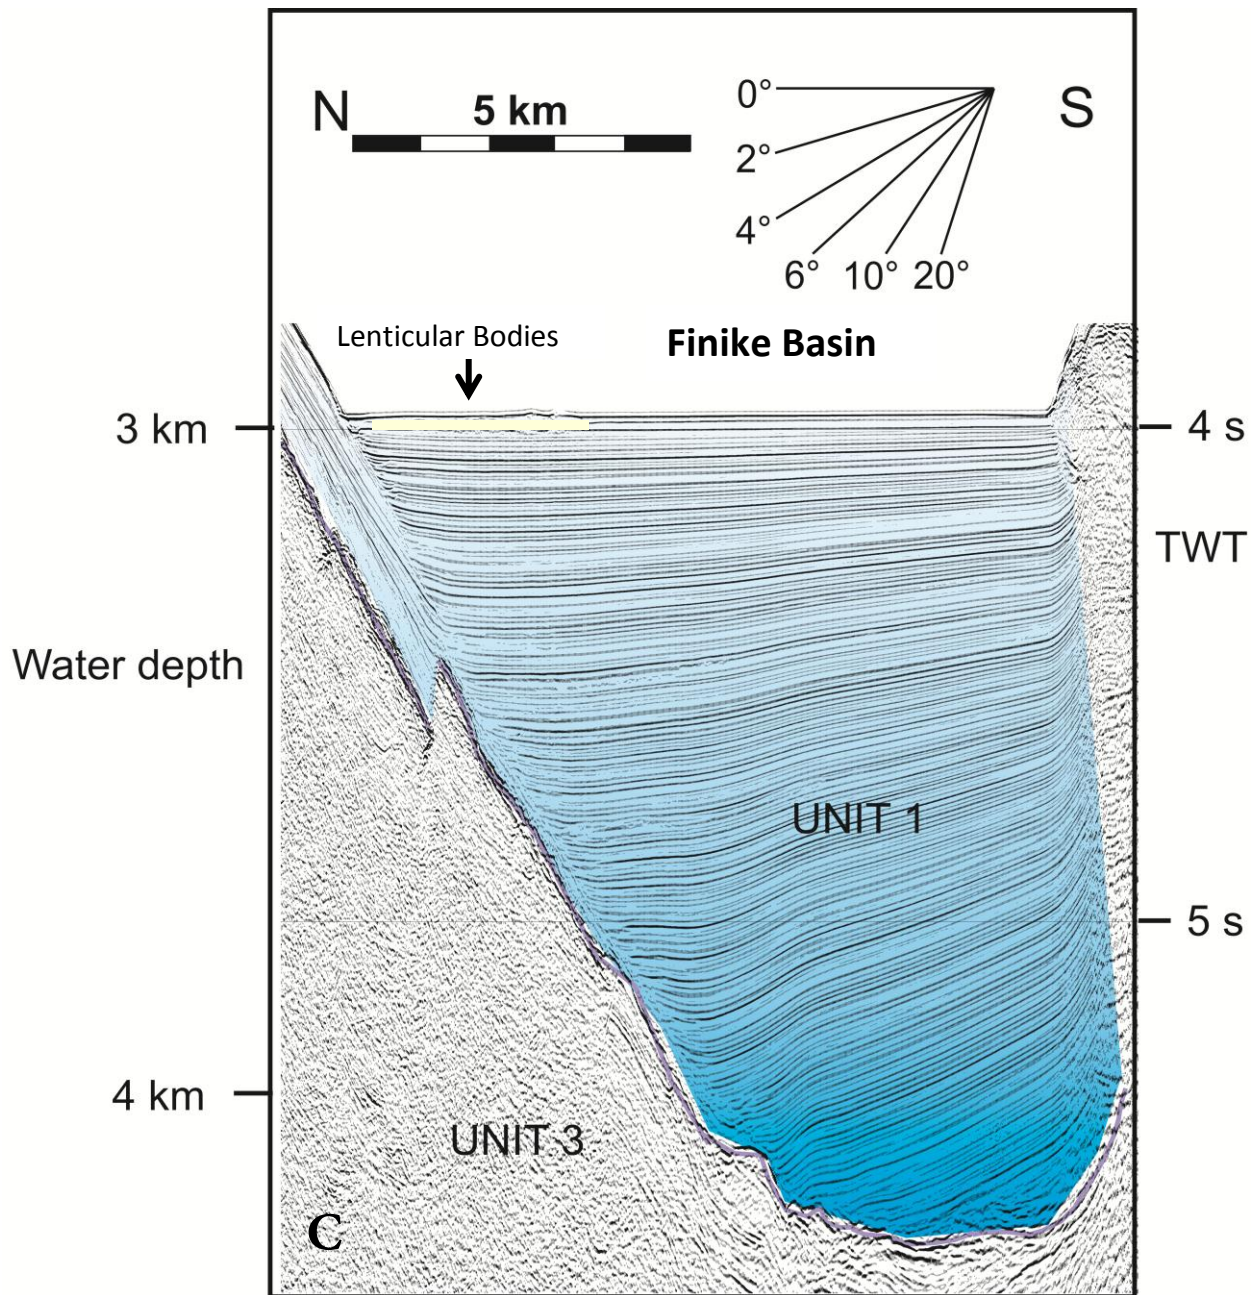 N
5 km
S
0°
2°
4°
6° 10° 20°
Lenticular Bodies
Finike Basin
3 km
4 s
TWT
Water depth
UNIT 1
5 s
4 km
UNIT 3
C